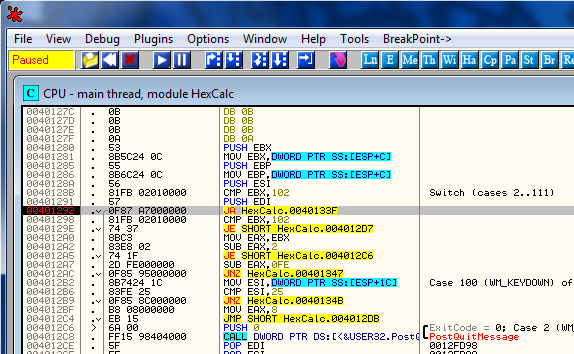 File View Debug Plugins Options Window Help Tools BreakPoint->
Paused Ln E Me Th Wi Ha Cp Pa St Br Re
C CPU - main thread, module HexCalc
0040127C . 0B DB 0B
0040127D . 0B DB 0B
0040127E . 0B DB 0B
0040127F . 0A DB 0A
00401280 . 53 PUSH EBX
00401281 . 8B5C24 0C MOV EBX,DWORD PTR SS:[ESP+C]
00401285 . 55 PUSH EBP
00401286 . 8B6C24 0C MOV EBP,DWORD PTR SS:[ESP+C]
0040128A . 56 PUSH ESI
0040128B . 81FB 02010000 CMP EBX,102 Switch (cases 2..111)
00401291 . 57 PUSH EDI
00401292 . 0F87 A7000000 JA HexCalc.0040133F
00401298 . 81FB 02010000 CMP EBX,102
0040129E . 74 37 JE SHORT HexCalc.004012D7
004012A0 . 8BC3 MOV EAX,EBX
004012A2 . 83E8 02 SUB EAX,2
004012A5 . 74 1F JE SHORT HexCalc.004012C6
004012A7 . 2D FE000000 SUB EAX,0FE
004012AC . 0F85 95000000 JNZ HexCalc.00401347
004012B2 . 8B7424 1C MOV ESI,DWORD PTR SS:[ESP+1C] Case 100 (WM_KEYDOWN) of
004012B6 . 83FE 25 CMP ESI,25
004012B9 . 0F85 8C000000 JNZ HexCalc.0040134B
004012BF . B8 08000000 MOV EAX,8
004012C4 . EB 15 JMP SHORT HexCalc.004012DB
004012C6 > 6A 00 PUSH 0 ExitCode = 0; Case 2 (WM
004012C8 . FF15 98404000 CALL DWORD PTR DS:[<&USER32.PostQ PostQuitMessage
5F POP EDI 0012FD98